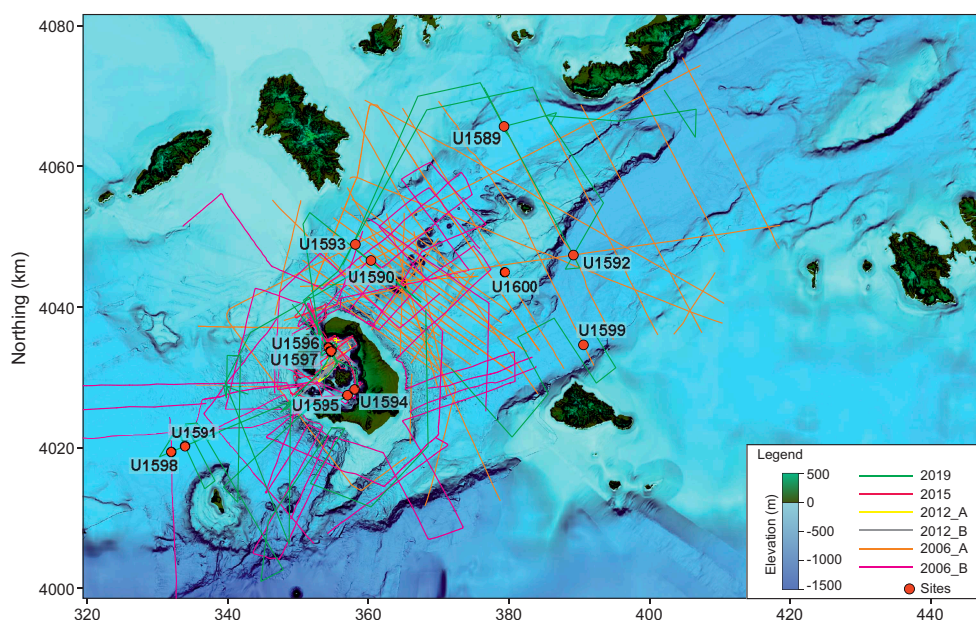 4080
4060
4040
4020
4000
Northing (km)
U1589
U1593
U1590
U1592
U1600
U1599
U1596
U1597
U1594
U1595
U1591
U1598
Legend
Elevation (m)
500
0
-500
-1000
-1500
2019
2015
2012_A
2012_B
2006_A
2006_B
Sites
320
340
360
380
400
420
440